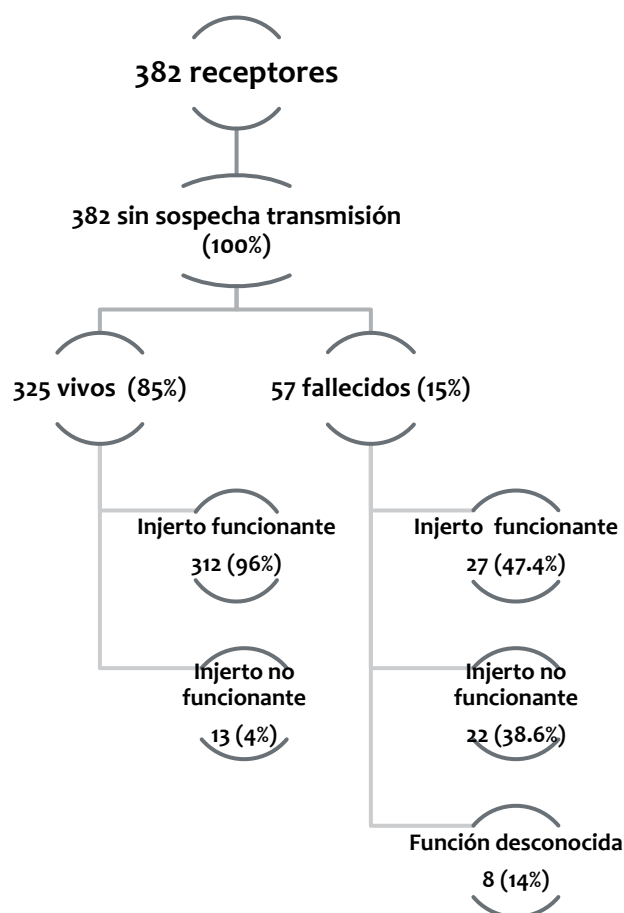 382 receptores
382 sin sospecha transmisión
(100%)
325 vivos (85%)
57 fallecidos (15%)
Injerto funcionante
312 (96%)
Injerto no
funcionante
13 (4%)
Injerto funcionante
27 (47.4%)
Injerto no
funcionante
22 (38.6%)
Función desconocida
8 (14%)